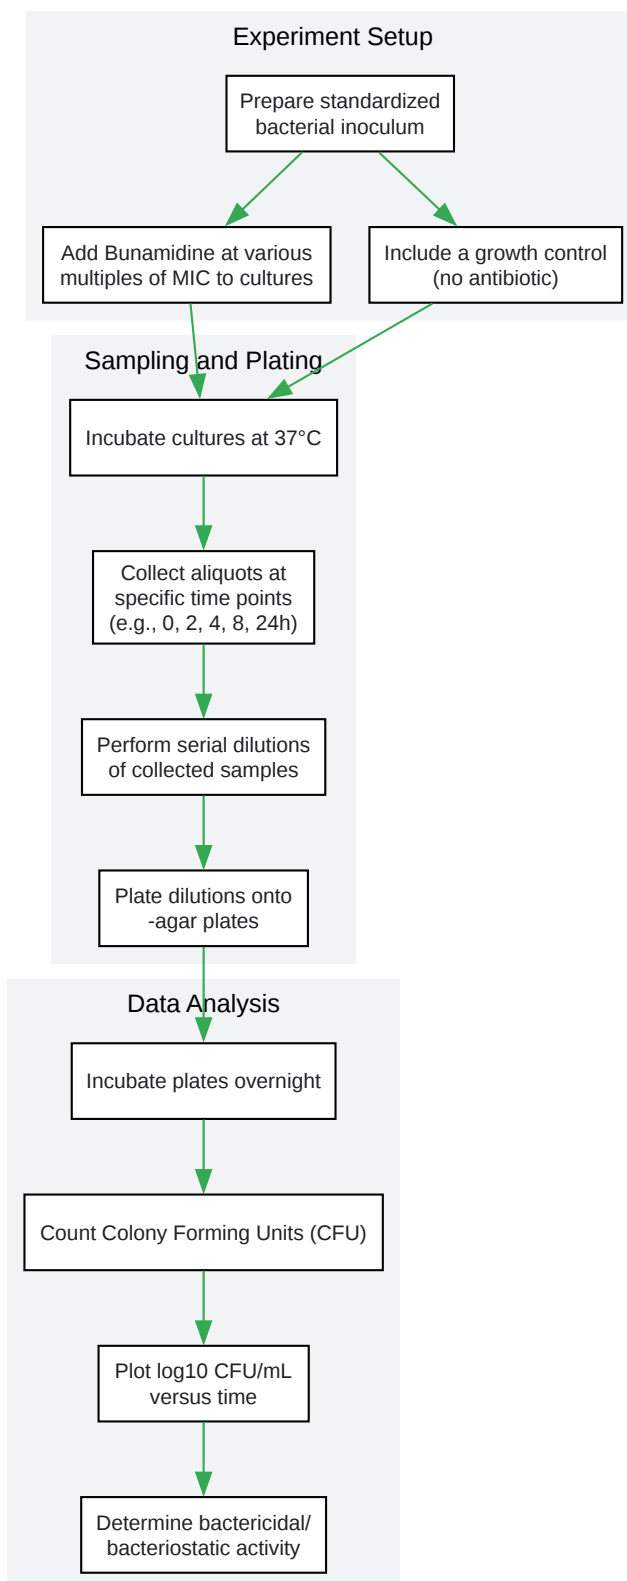 Experiment Setup
Prepare standardized
bacterial inoculum
Add Bunamidine at various
multiples of MIC to cultures
Include a growth control
(no antibiotic)
Sampling and Plating
Incubate cultures at 37°C
Collect aliquots at
specific time points
(e.g., 0, 2, 4, 8, 24h)
Perform serial dilutions
of collected samples
Plate dilutions onto
-agar plates
Data Analysis
Incubate plates overnight
Count Colony Forming Units (CFU)
Plot log10 CFU/mL
versus time
Determine bactericidal/
bacteriostatic activity